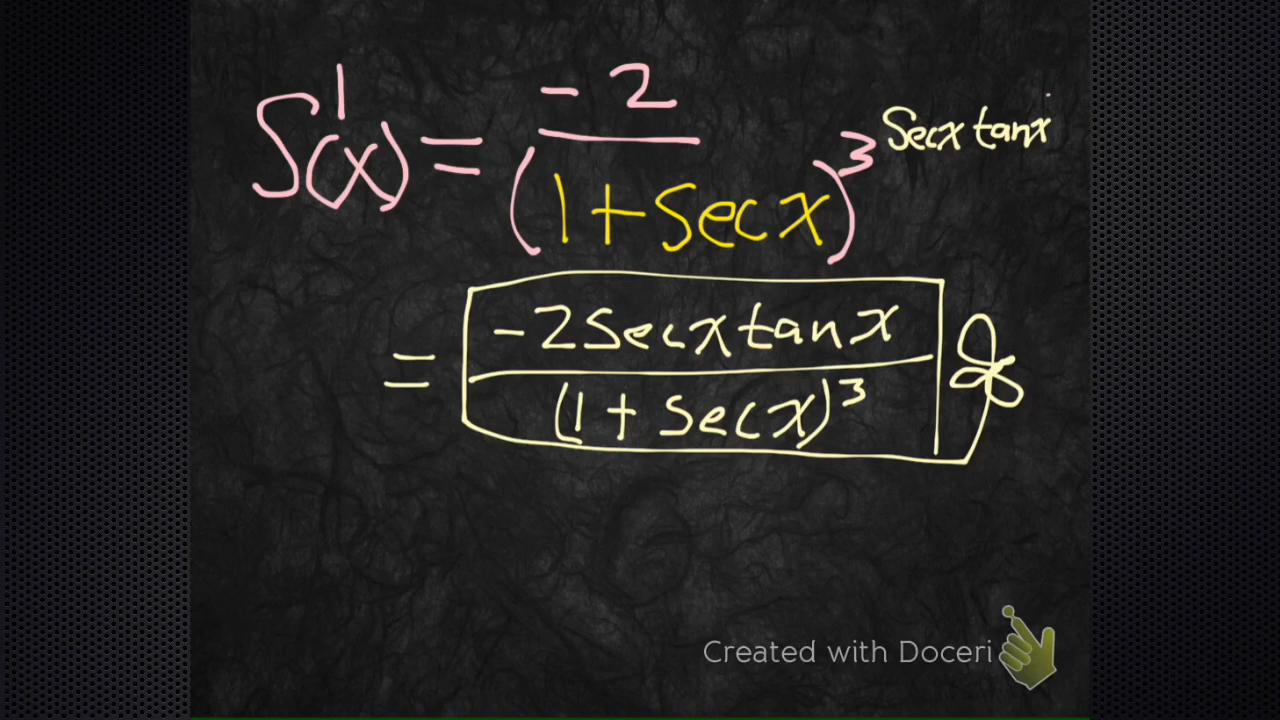 S'(x) = -2 / (1 + sec x)^3 secx tanx
= -2secx tanx / (1 + secx)^3
Created with Doceri